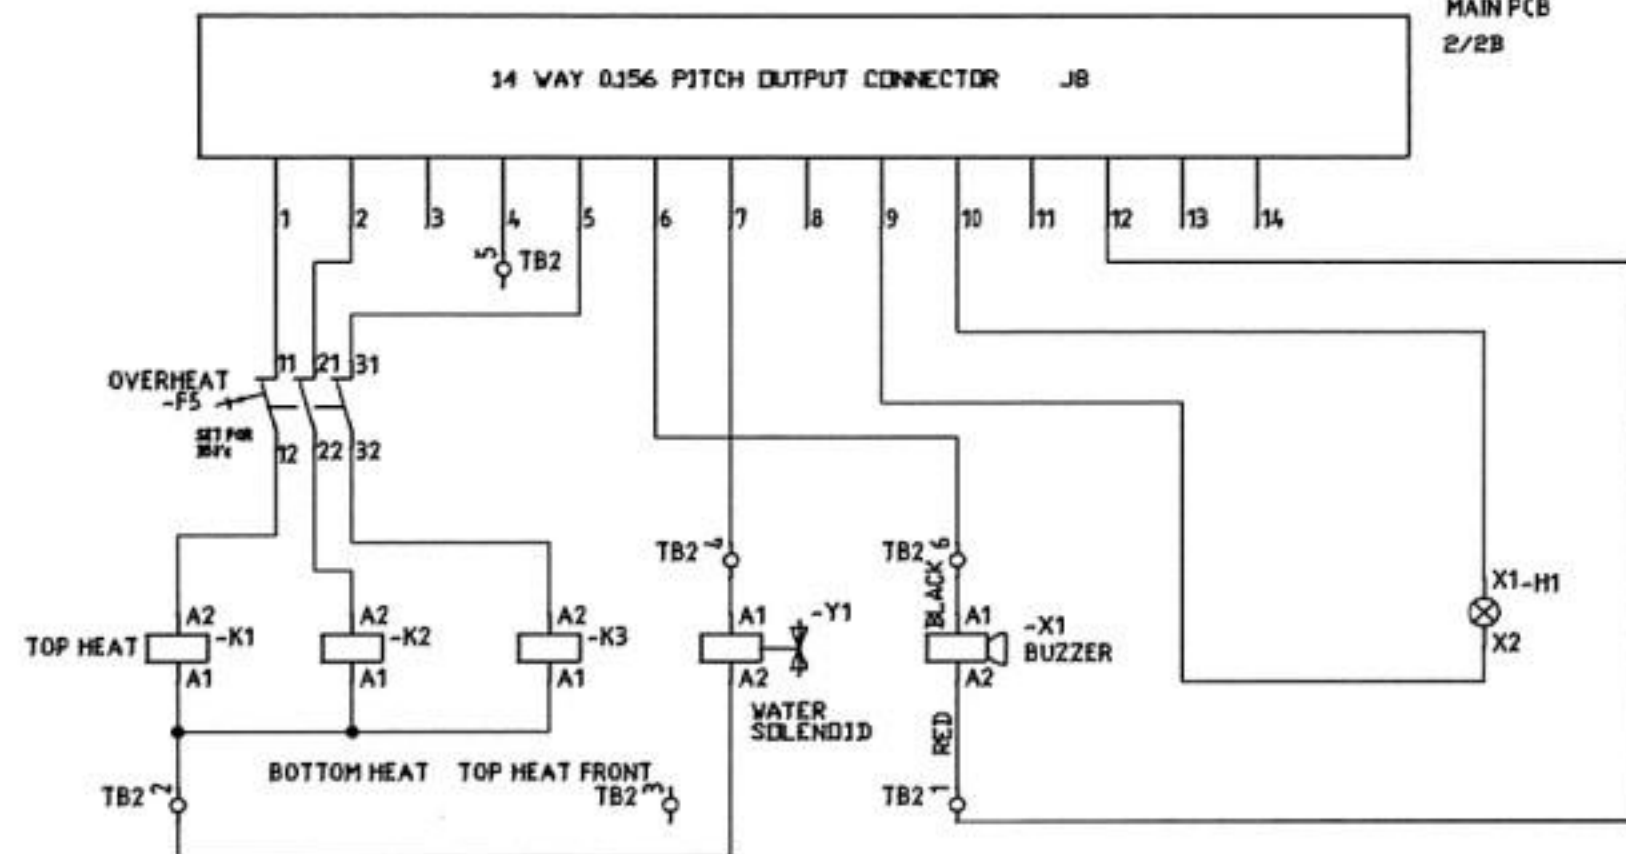 MAIN PCB
2/2B
14 WAY 0.156 PITCH OUTPUT CONNECTOR J8
1 2 3 4 5 6 7 8 9 10 11 12 13 14
5 TB2
11 21 31
OVERHEAT
-F5
SET FOR
12 22 32
TB2 4
TB2 6
BLACK
X1 -H1
A2 A2 A2 A1 -Y1 A1
-K1 -K2 -K3 -X1
TOP HEAT BUZZER X2
A1 A1 A1 A2 A2
WATER
SOLENOID
RED
BOTTOM HEAT TOP HEAT FRONT
TB2 2 TB2 3 TB2 1